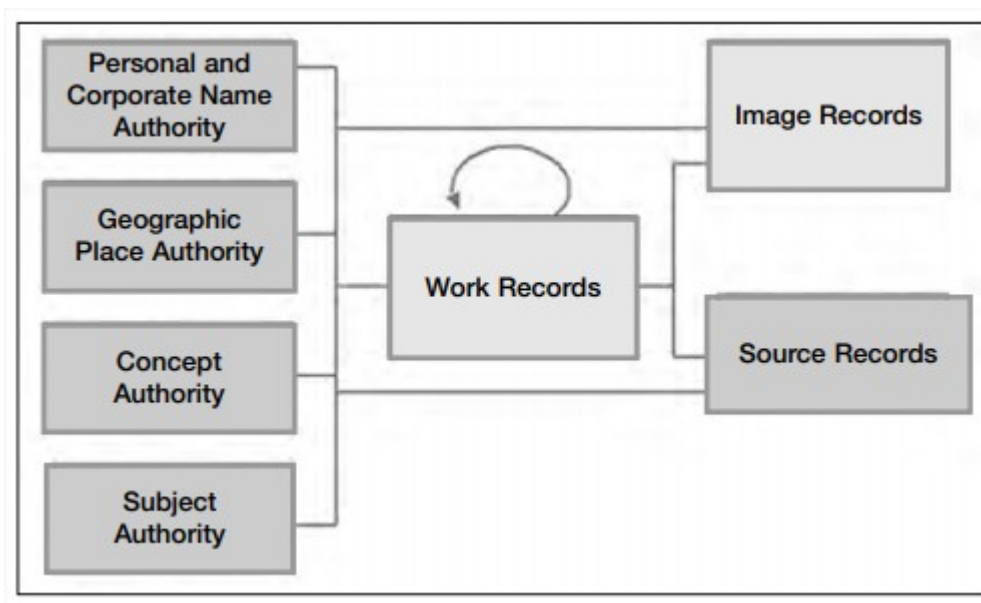 Personal and
Corporate Name
Authority
Geographic
Place Authority
Concept
Authority
Subject
Authority
Work Records
Image Records
Source Records